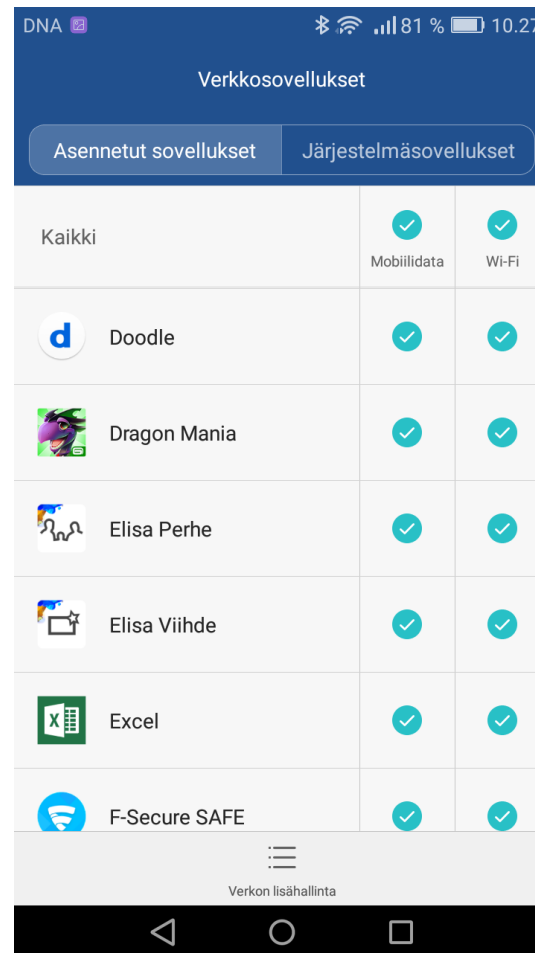 DNA 81 % 10.27
Verkkosovellukset
Asennetut sovellukset Järjestelmäsovellukset
Kaikki Mobiilidata Wi-Fi
d Doodle
Dragon Mania
Elisa Perhe
Elisa Viihde
X Excel
F-Secure SAFE
Verkon lisähallinta